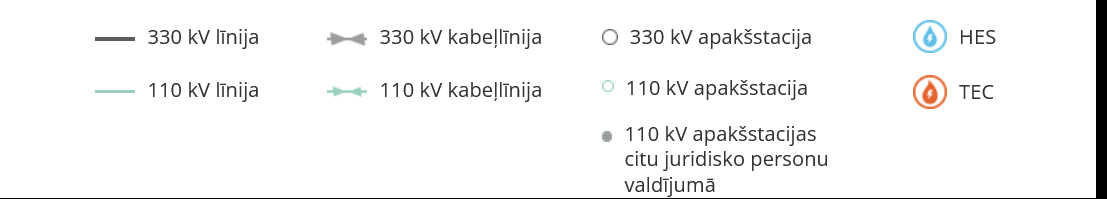 330 kV līnija
110 kV līnija
330 kV kabeļlīnija
110 kV kabeļlīnija
330 kV apakšstacija
110 kV apakšstacija
110 kV apakšstacijas
citu juridisko personu
valdījumā
HES
TEC